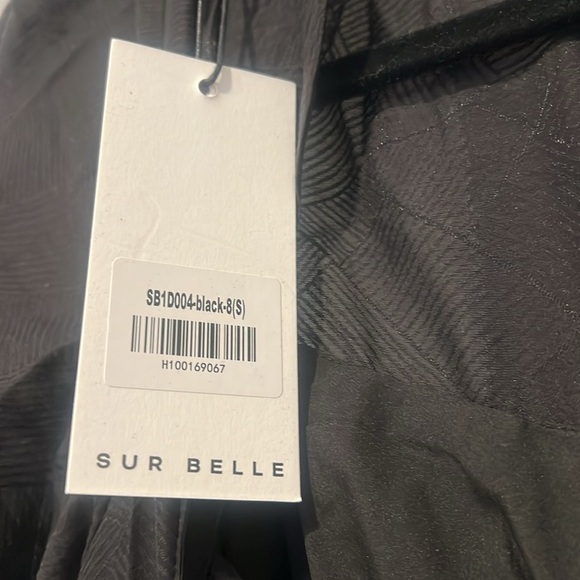 SB1D004-black-8(S)
H100169067
SUR BELLE